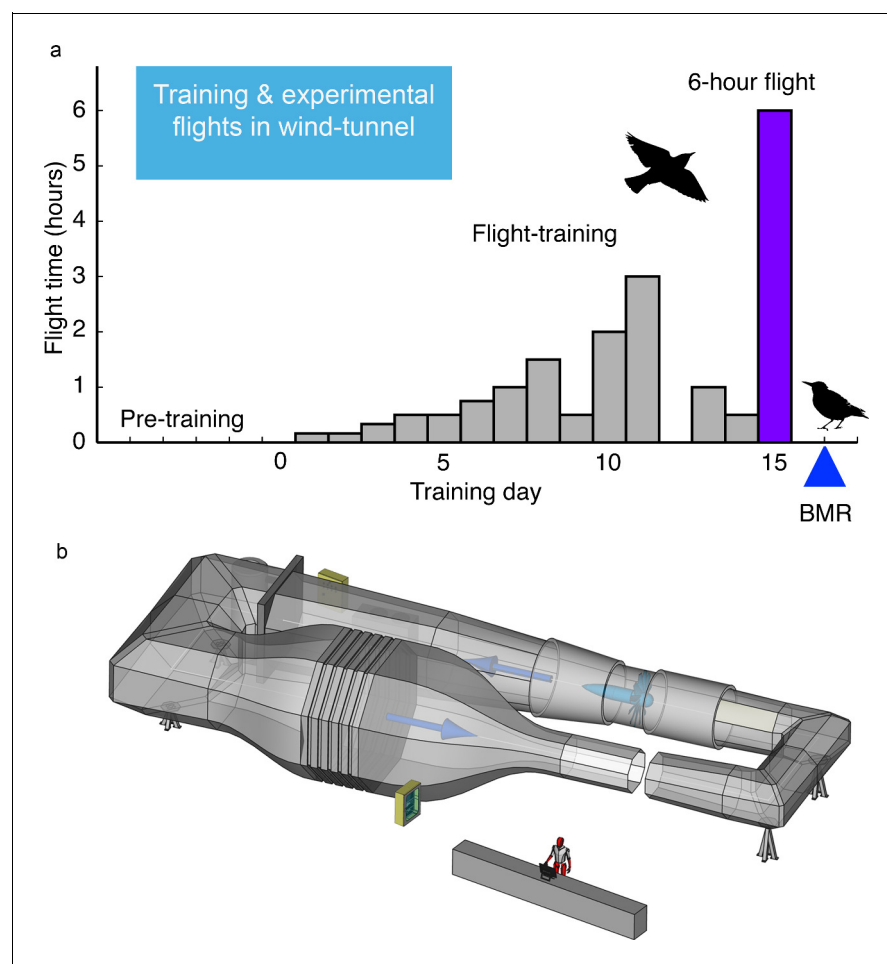 a
Training & experimental
flights in wind-tunnel
6-hour flight
Flight-training
Pre-training
Flight time (hours)
6
5
4
3
2
1
0
0
5
10
15
Training day
BMR
b